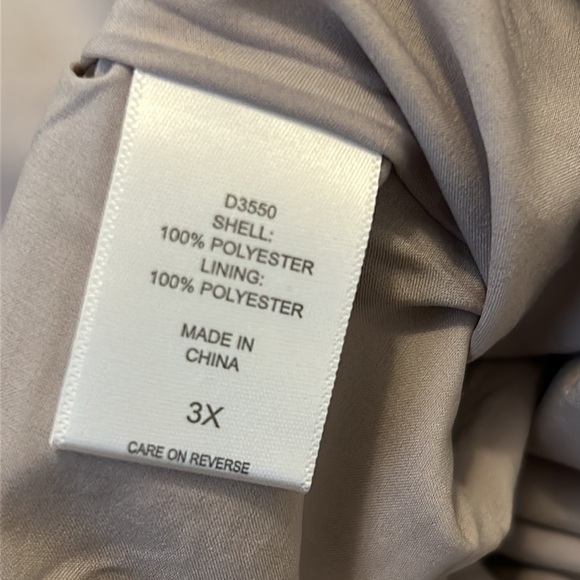 D3550
SHELL:
100% POLYESTER
LINING:
100% POLYESTER
MADE IN
CHINA
3X
CARE ON REVERSE